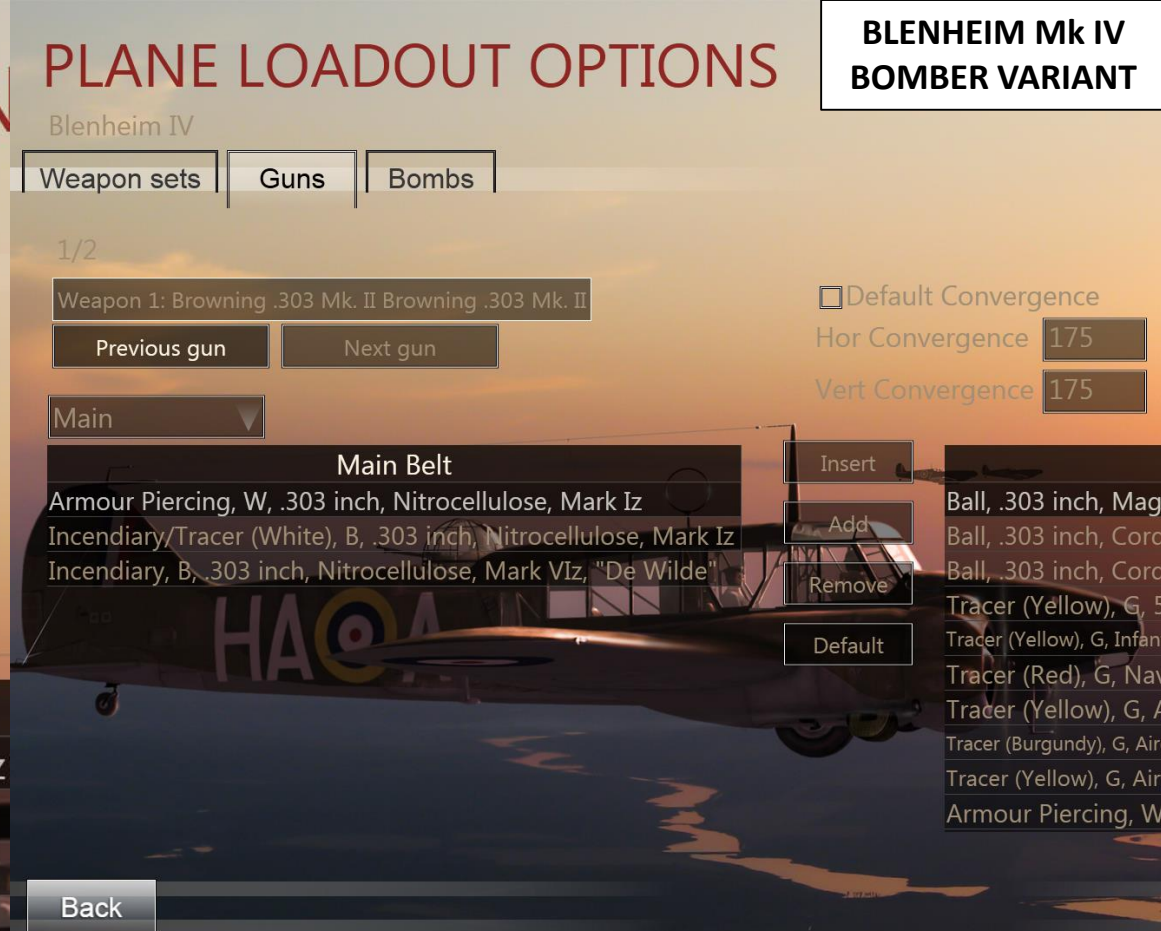 PLANE LOADOUT OPTIONS
BLENHEIM Mk IV
BOMBER VARIANT
Blenheim IV
Weapon sets
Guns
Bombs
1/2
Weapon 1: Browning .303 Mk. II Browning .303 Mk. II
Default Convergence
Previous gun
Next gun
Hor Convergence 175
Vert Convergence 175
Main
Main Belt
Armour Piercing, W, .303 inch, Nitrocellulose, Mark Iz
Incendiary/Tracer (White), B, .303 inch, Nitrocellulose, Mark Iz
Incendiary, B, .303 inch, Nitrocellulose, Mark VIz, "De Wilde"
Insert
Add
Remove
Default
Ball, .303 inch, Mag
Ball, .303 inch, Cord
Ball, .303 inch, Cord
Tracer (Yellow), G, 5
Tracer (Yellow), G, Infan
Tracer (Red), G, Nav
Tracer (Yellow), G, A
Tracer (Burgundy), G, Air
Tracer (Yellow), G, Air
Armour Piercing, W
HA A
Back